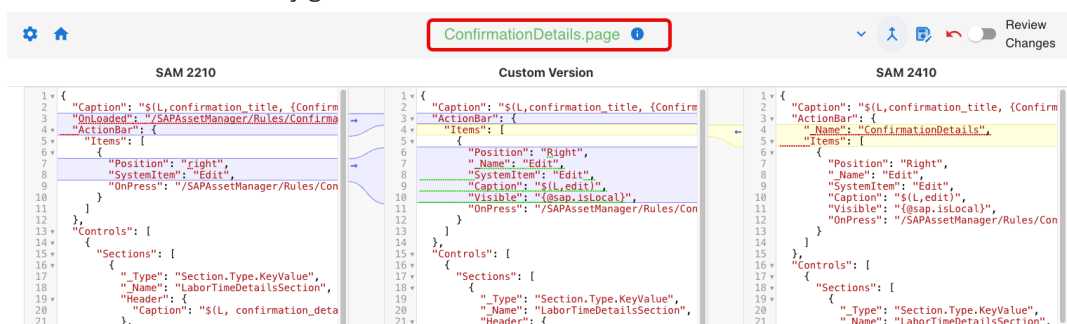 ConfirmationDetails.page
Review
Changes
SAM 2210
Custom Version
SAM 2410
1 {
2 "Caption": "$(L,confirmation_title, {Confirm
3 "OnLoaded": "/SAPAssetManager/Rules/Confirma
4 "ActionBar": {
5 "Items": [
6 {
7 "Position": "right",
8 "SystemItem": "Edit",
9 "OnPress": "/SAPAssetManager/Rules/Con
10 }
11 ]
12 },
13 "Controls": [
14 {
15 "Sections": [
16 {
17 "_Type": "Section.Type.KeyValue",
18 "_Name": "LaborTimeDetailsSection",
19 "Header": {
20 "Caption": "$(L, confirmation_deta
21 },
1 {
2 "Caption": "$(L,confirmation_title, {Confirm
3 "ActionBar": {
4 "Items": [
5 {
6 "Position": "Right",
7 "_Name": "Edit",
8 "SystemItem": "Edit",
9 "Caption": "$(L,edit)",
10 "Visible": "{@sap.isLocal}",
11 "OnPress": "/SAPAssetManager/Rules/Con
12 }
13 ]
14 },
15 "Controls": [
16 {
17 "Sections": [
18 {
19 "_Type": "Section.Type.KeyValue",
20 "_Name": "LaborTimeDetailsSection",
21 "Header": {
1 {
2 "Caption": "$(L,confirmation_title, {Confirm
3 "ActionBar": {
4 "_Name": "ConfirmationDetails",
5 "Items": [
6 {
7 "Position": "Right",
8 "_Name": "Edit",
9 "SystemItem": "Edit",
10 "Caption": "$(L,edit)",
11 "Visible": "{@sap.isLocal}",
12 "OnPress": "/SAPAssetManager/Rules/Con
13 }
14 ]
15 },
16 "Controls": [
17 {
18 "Sections": [
19 {
20 "_Type": "Section.Type.KeyValue",
21 "_Name": "LaborTimeDetailsSection",